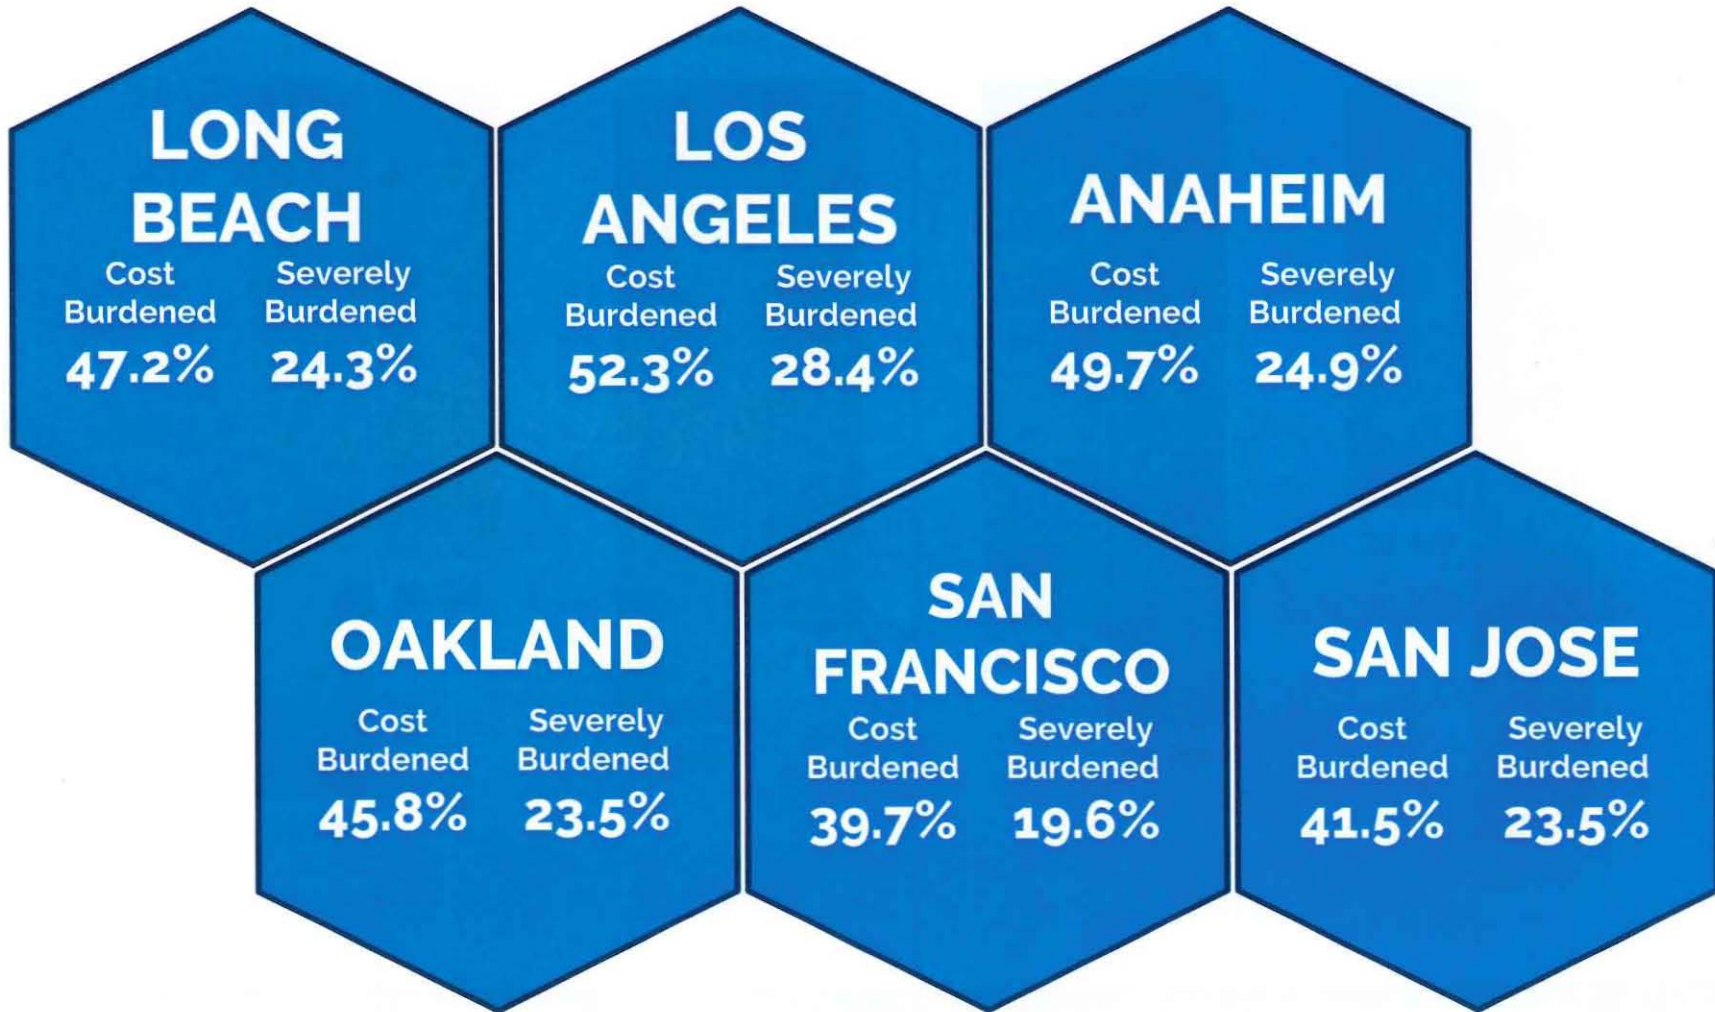 LONG
BEACH
Cost Severely
Burdened Burdened
47.2% 24.3%
LOS
ANGELES
Cost Severely
Burdened Burdened
52.3% 28.4%
ANAHEIM
Cost Severely
Burdened Burdened
49.7% 24.9%
OAKLAND
Cost Severely
Burdened Burdened
45.8% 23.5%
SAN
FRANCISCO
Cost Severely
Burdened Burdened
39.7% 19.6%
SAN JOSE
Cost Severely
Burdened Burdened
41.5% 23.5%